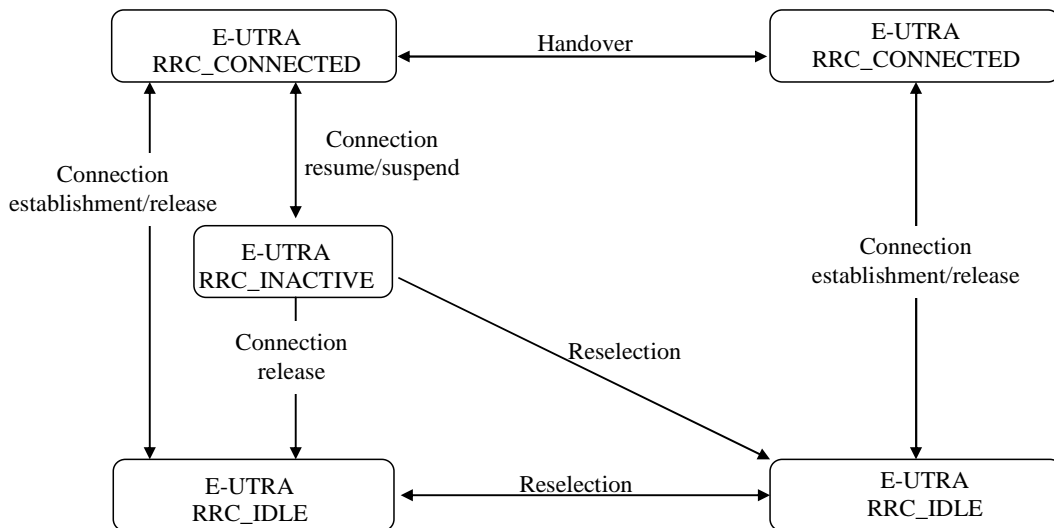 E-UTRA
RRC_CONNECTED
Handover
E-UTRA
RRC_CONNECTED
Connection
resume/suspend
Connection
establishment/release
E-UTRA
RRC_INACTIVE
Connection
establishment/release
Connection
release
Reselection
E-UTRA
RRC_IDLE
Reselection
E-UTRA
RRC_IDLE